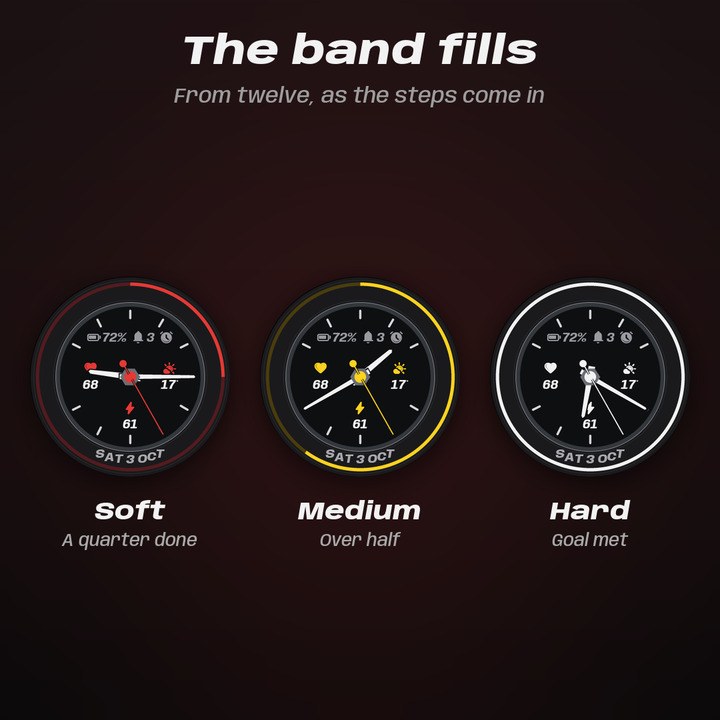 The band fills
From twelve, as the steps come in
72% 3
68 17°
61
SAT 3 OCT
72% 3
68 17°
61
SAT 3 OCT
72% 3
68 17°
61
SAT 3 OCT
Soft Medium Hard
A quarter done Over half Goal met